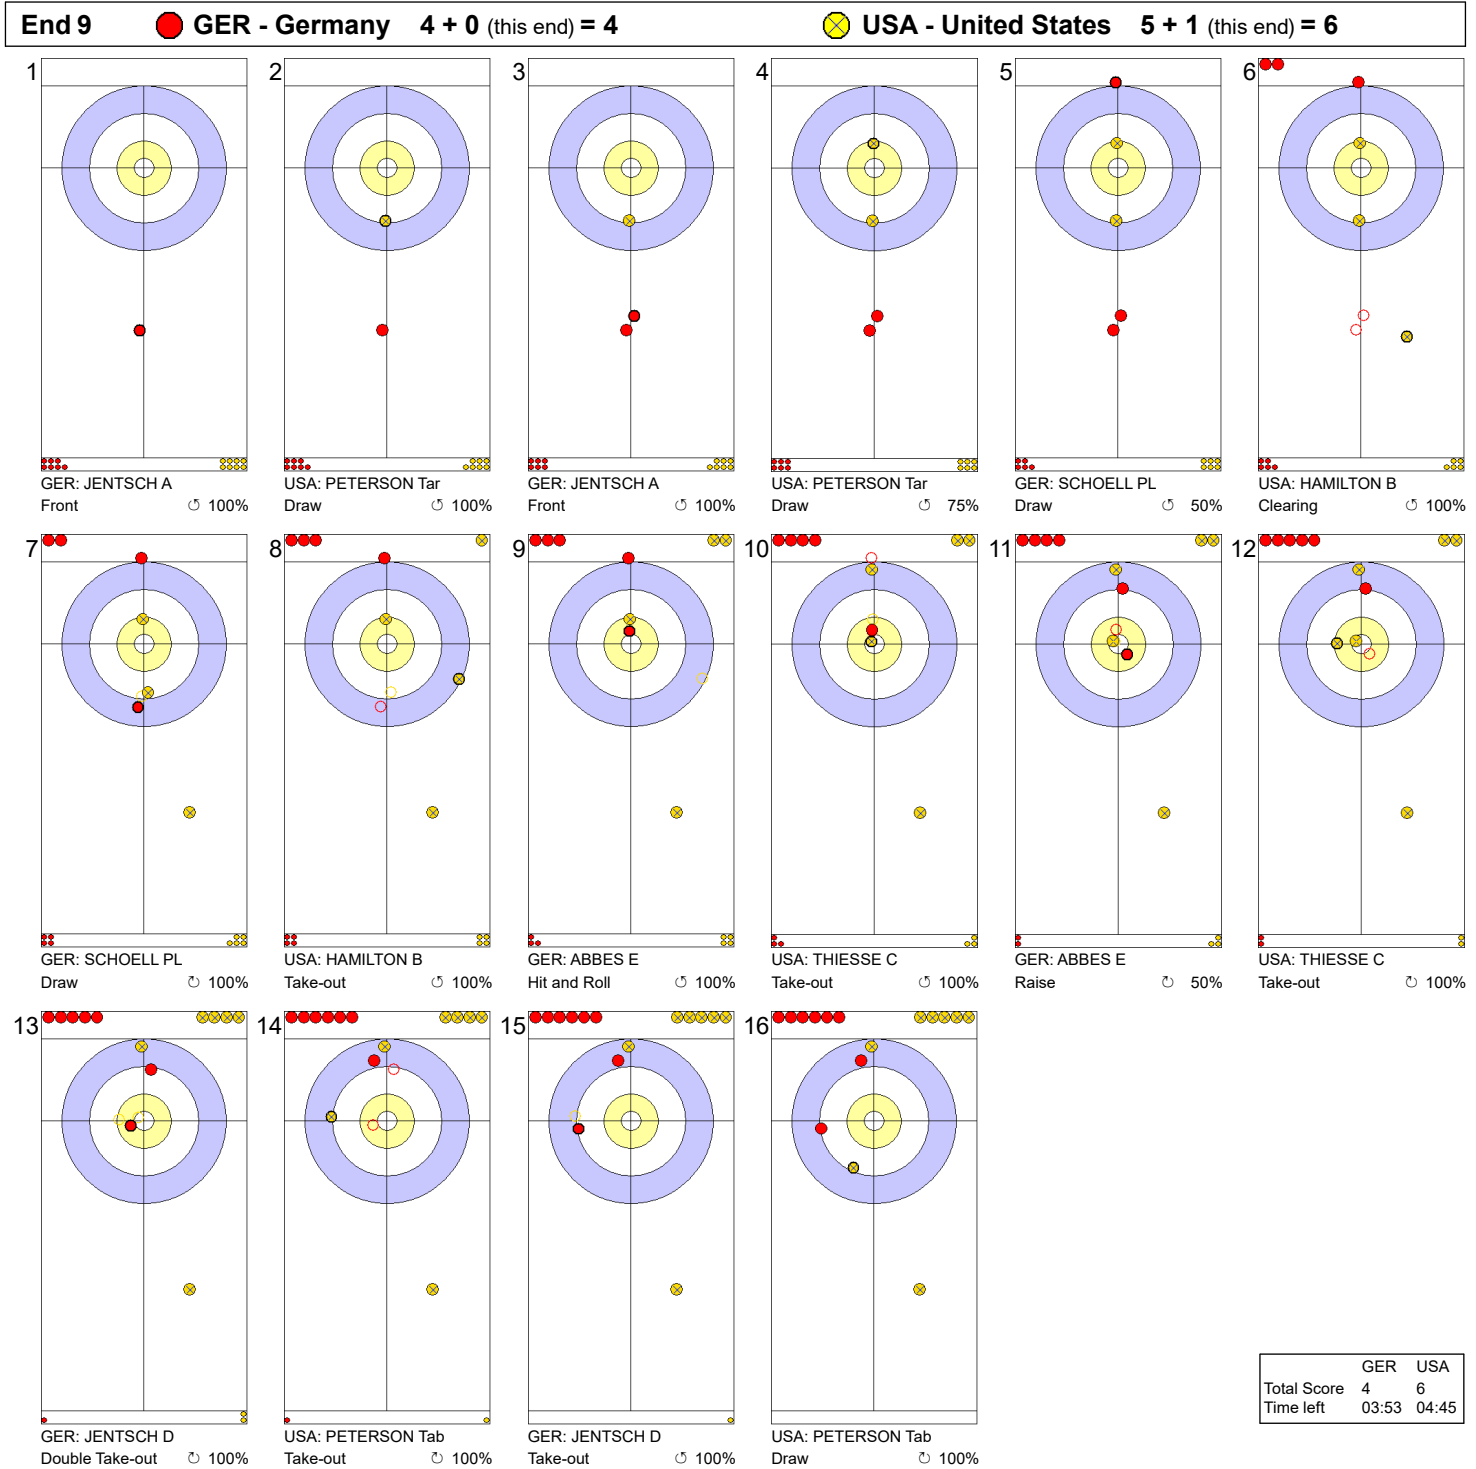 End 9 GER - Germany 4 + 0 (this end) = 4 USA - United States 5 + 1 (this end) = 6
1 2 3 4 5 6
GER: JENTSCH A USA: PETERSON Tar GER: JENTSCH A USA: PETERSON Tar GER: SCHOELL PL USA: HAMILTON B
Front ↺ 100% Draw ↺ 100% Front ↺ 100% Draw ↺ 75% Draw ↺ 50% Clearing ↺ 100%
7 8 9 10 11 12
GER: SCHOELL PL USA: HAMILTON B GER: ABBES E USA: THIESSE C GER: ABBES E USA: THIESSE C
Draw ↻ 100% Take-out ↺ 100% Hit and Roll ↺ 100% Take-out ↺ 100% Raise ↻ 50% Take-out ↻ 100%
13 14 15 16
GER: JENTSCH D USA: PETERSON Tab GER: JENTSCH D USA: PETERSON Tab
Double Take-out ↻ 100% Take-out ↻ 100% Take-out ↺ 100% Draw ↻ 100%
GER USA
Total Score 4 6
Time left 03:53 04:45